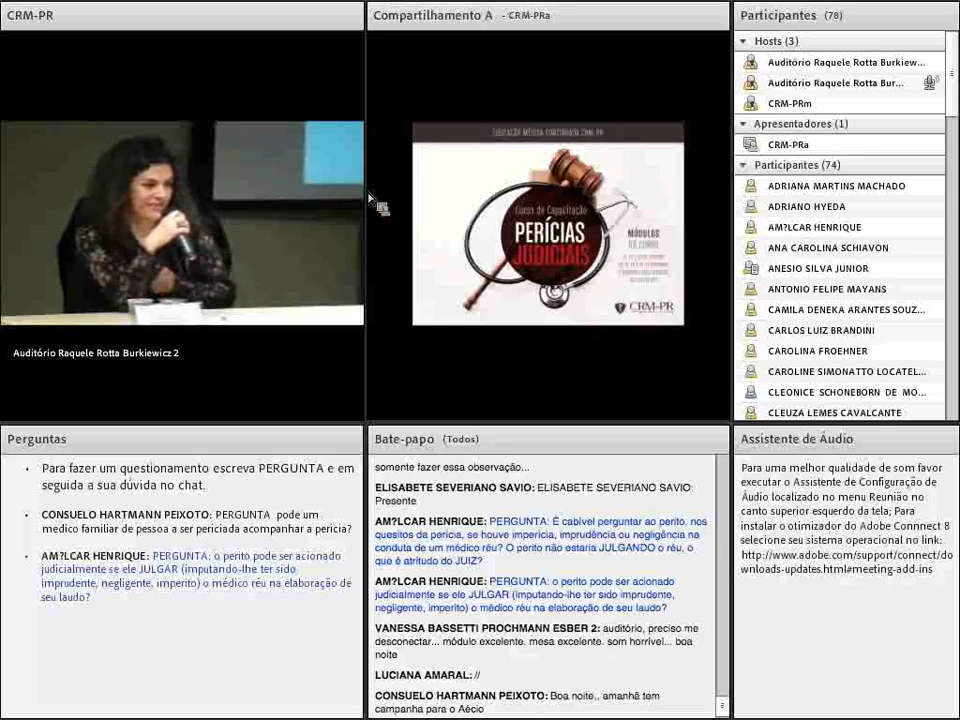 CRM-PR
Auditório Raquele Rotta Burkiewicz 2
Compartilhamento A - CRM-PRa
EDUCAÇÃO MÉDICA CONTINUADA CRM-PR
Curso de Capacitação
PERÍCIAS
JUDICIAIS
MÓDULOS
DO CURSO
CRM-PR
Participantes (78)
Hosts (3)
Auditório Raquele Rotta Burkiew...
Auditório Raquele Rotta Bur...
CRM-PRm
Apresentadores (1)
CRM-PRa
Participantes (74)
ADRIANA MARTINS MACHADO
ADRIANO HYEDA
AM?LCAR HENRIQUE
ANA CAROLINA SCHIAVON
ANESIO SILVA JUNIOR
ANTONIO FELIPE MAYANS
CAMILA DENEKA ARANTES SOUZ...
CARLOS LUIZ BRANDINI
CAROLINA FROEHNER
CAROLINE SIMONATTO LOCATEL...
CLEONICE SCHONEBORN DE MO...
CLEUZA LEMES CAVALCANTE
Perguntas
• Para fazer um questionamento escreva PERGUNTA e em
seguida a sua dúvida no chat.
• CONSUELO HARTMANN PEIXOTO: PERGUNTA pode um
medico familiar de pessoa a ser periciada acompanhar a perícia?
• AM?LCAR HENRIQUE: PERGUNTA: o perito pode ser acionado
judicialmente se ele JULGAR (imputando-lhe ter sido
imprudente, negligente, imperito) o médico réu na elaboração de
seu laudo?
Bate-papo (Todos)
somente fazer essa observação...
ELISABETE SEVERIANO SAVIO: ELISABETE SEVERIANO SAVIO:
Presente
AM?LCAR HENRIQUE: PERGUNTA: É cabível perguntar ao perito, nos
quesitos da perícia, se houve imperícia, imprudência ou negligência na
conduta de um médico réu? O perito não estaria JULGANDO o réu, o
que é atritudo do JUIZ?
AM?LCAR HENRIQUE: PERGUNTA: o perito pode ser acionado
judicialmente se ele JULGAR (imputando-lhe ter sido imprudente,
negligente, imperito) o médico réu na elaboração de seu laudo?
VANESSA BASSETTI PROCHMANN ESBER 2: auditório, preciso me
desconectar... módulo excelente. mesa excelente. som horrível... boa
noite
LUCIANA AMARAL: //
CONSUELO HARTMANN PEIXOTO: Boa noite,, amanhã tem
campanha para o Aécio
Assistente de Áudio
Para uma melhor qualidade de som favor
executar o Assistente de Configuração de
Áudio localizado no menu Reunião no
canto superior esquerdo da tela; Para
instalar o otimizador do Adobe Connnect 8
selecione seu sistema operacional no link:
http://www.adobe.com/support/connect/do
wnloads-updates.html#meeting-add-ins